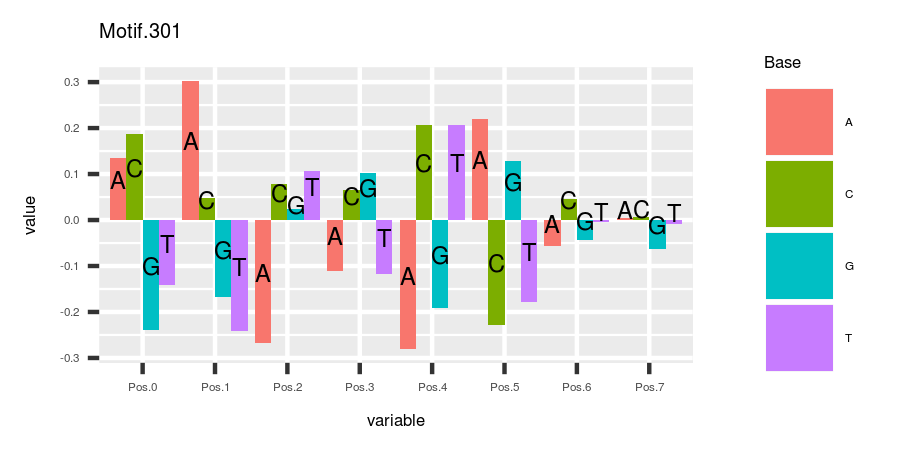 Motif.301
Base
0.3
0.2
0.1
0.0
-0.1
-0.2
-0.3
value
A C G T
A C G T
A C G T
A C G T
A C G T
A C G T
A C G T
A C G T
Pos.0 Pos.1 Pos.2 Pos.3 Pos.4 Pos.5 Pos.6 Pos.7
variable
A
C
G
T